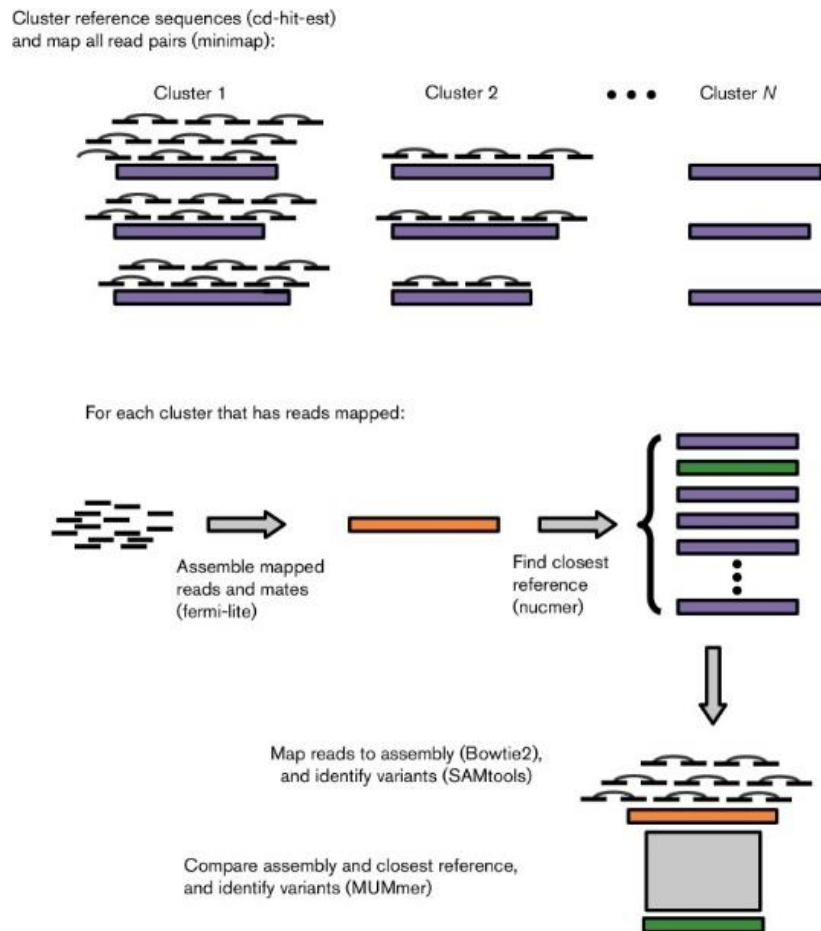 Cluster reference sequences (cd-hit-est)
and map all read pairs (minimap):
Cluster 1
Cluster 2
Cluster N
For each cluster that has reads mapped:
Assemble mapped
reads and mates
(fermi-lite)
Find closest
reference
(nucmer)
Map reads to assembly (Bowtie2),
and identify variants (SAMtools)
Compare assembly and closest reference,
and identify variants (MUMmer)